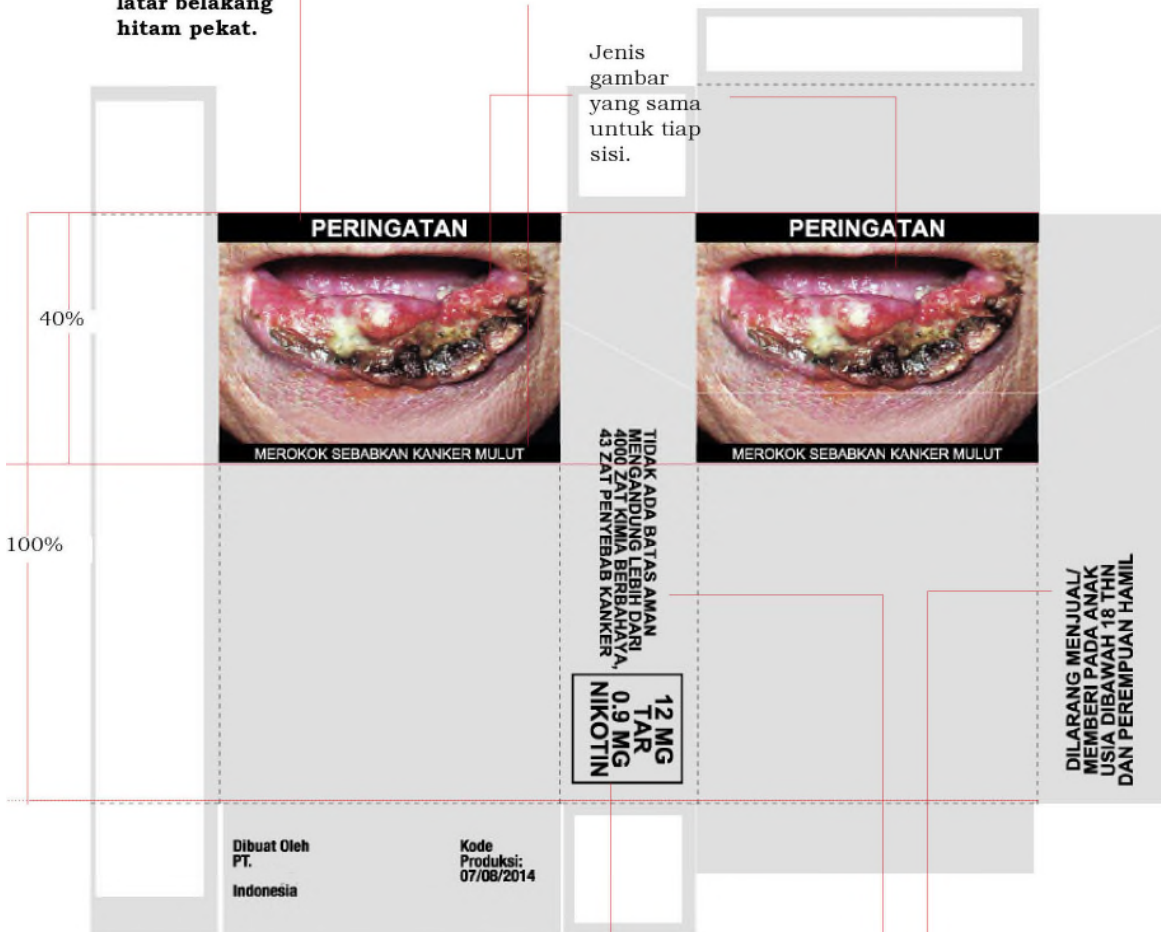 latar belakang
hitam pekat.
Jenis
gambar
yang sama
untuk tiap
sisi.
PERINGATAN
MEROKOK SEBABKAN KANKER MULUT
PERINGATAN
MEROKOK SEBABKAN KANKER MULUT
40%
100%
TIDAK ADA BATAS AMAN
MENGANDUNG LEBIH DARI
4000 ZAT KIMIA BERBAHAYA,
43 ZAT PENYEBAB KANKER
12 MG
TAR
0.9 MG
NIKOTIN
DILARANG MENJUAL/
MEMBERI PADA ANAK
USIA DIBAWAH 18 THN
DAN PEREMPUAN HAMIL
Dibuat Oleh
PT.
Indonesia
Kode
Produksi:
07/08/2014